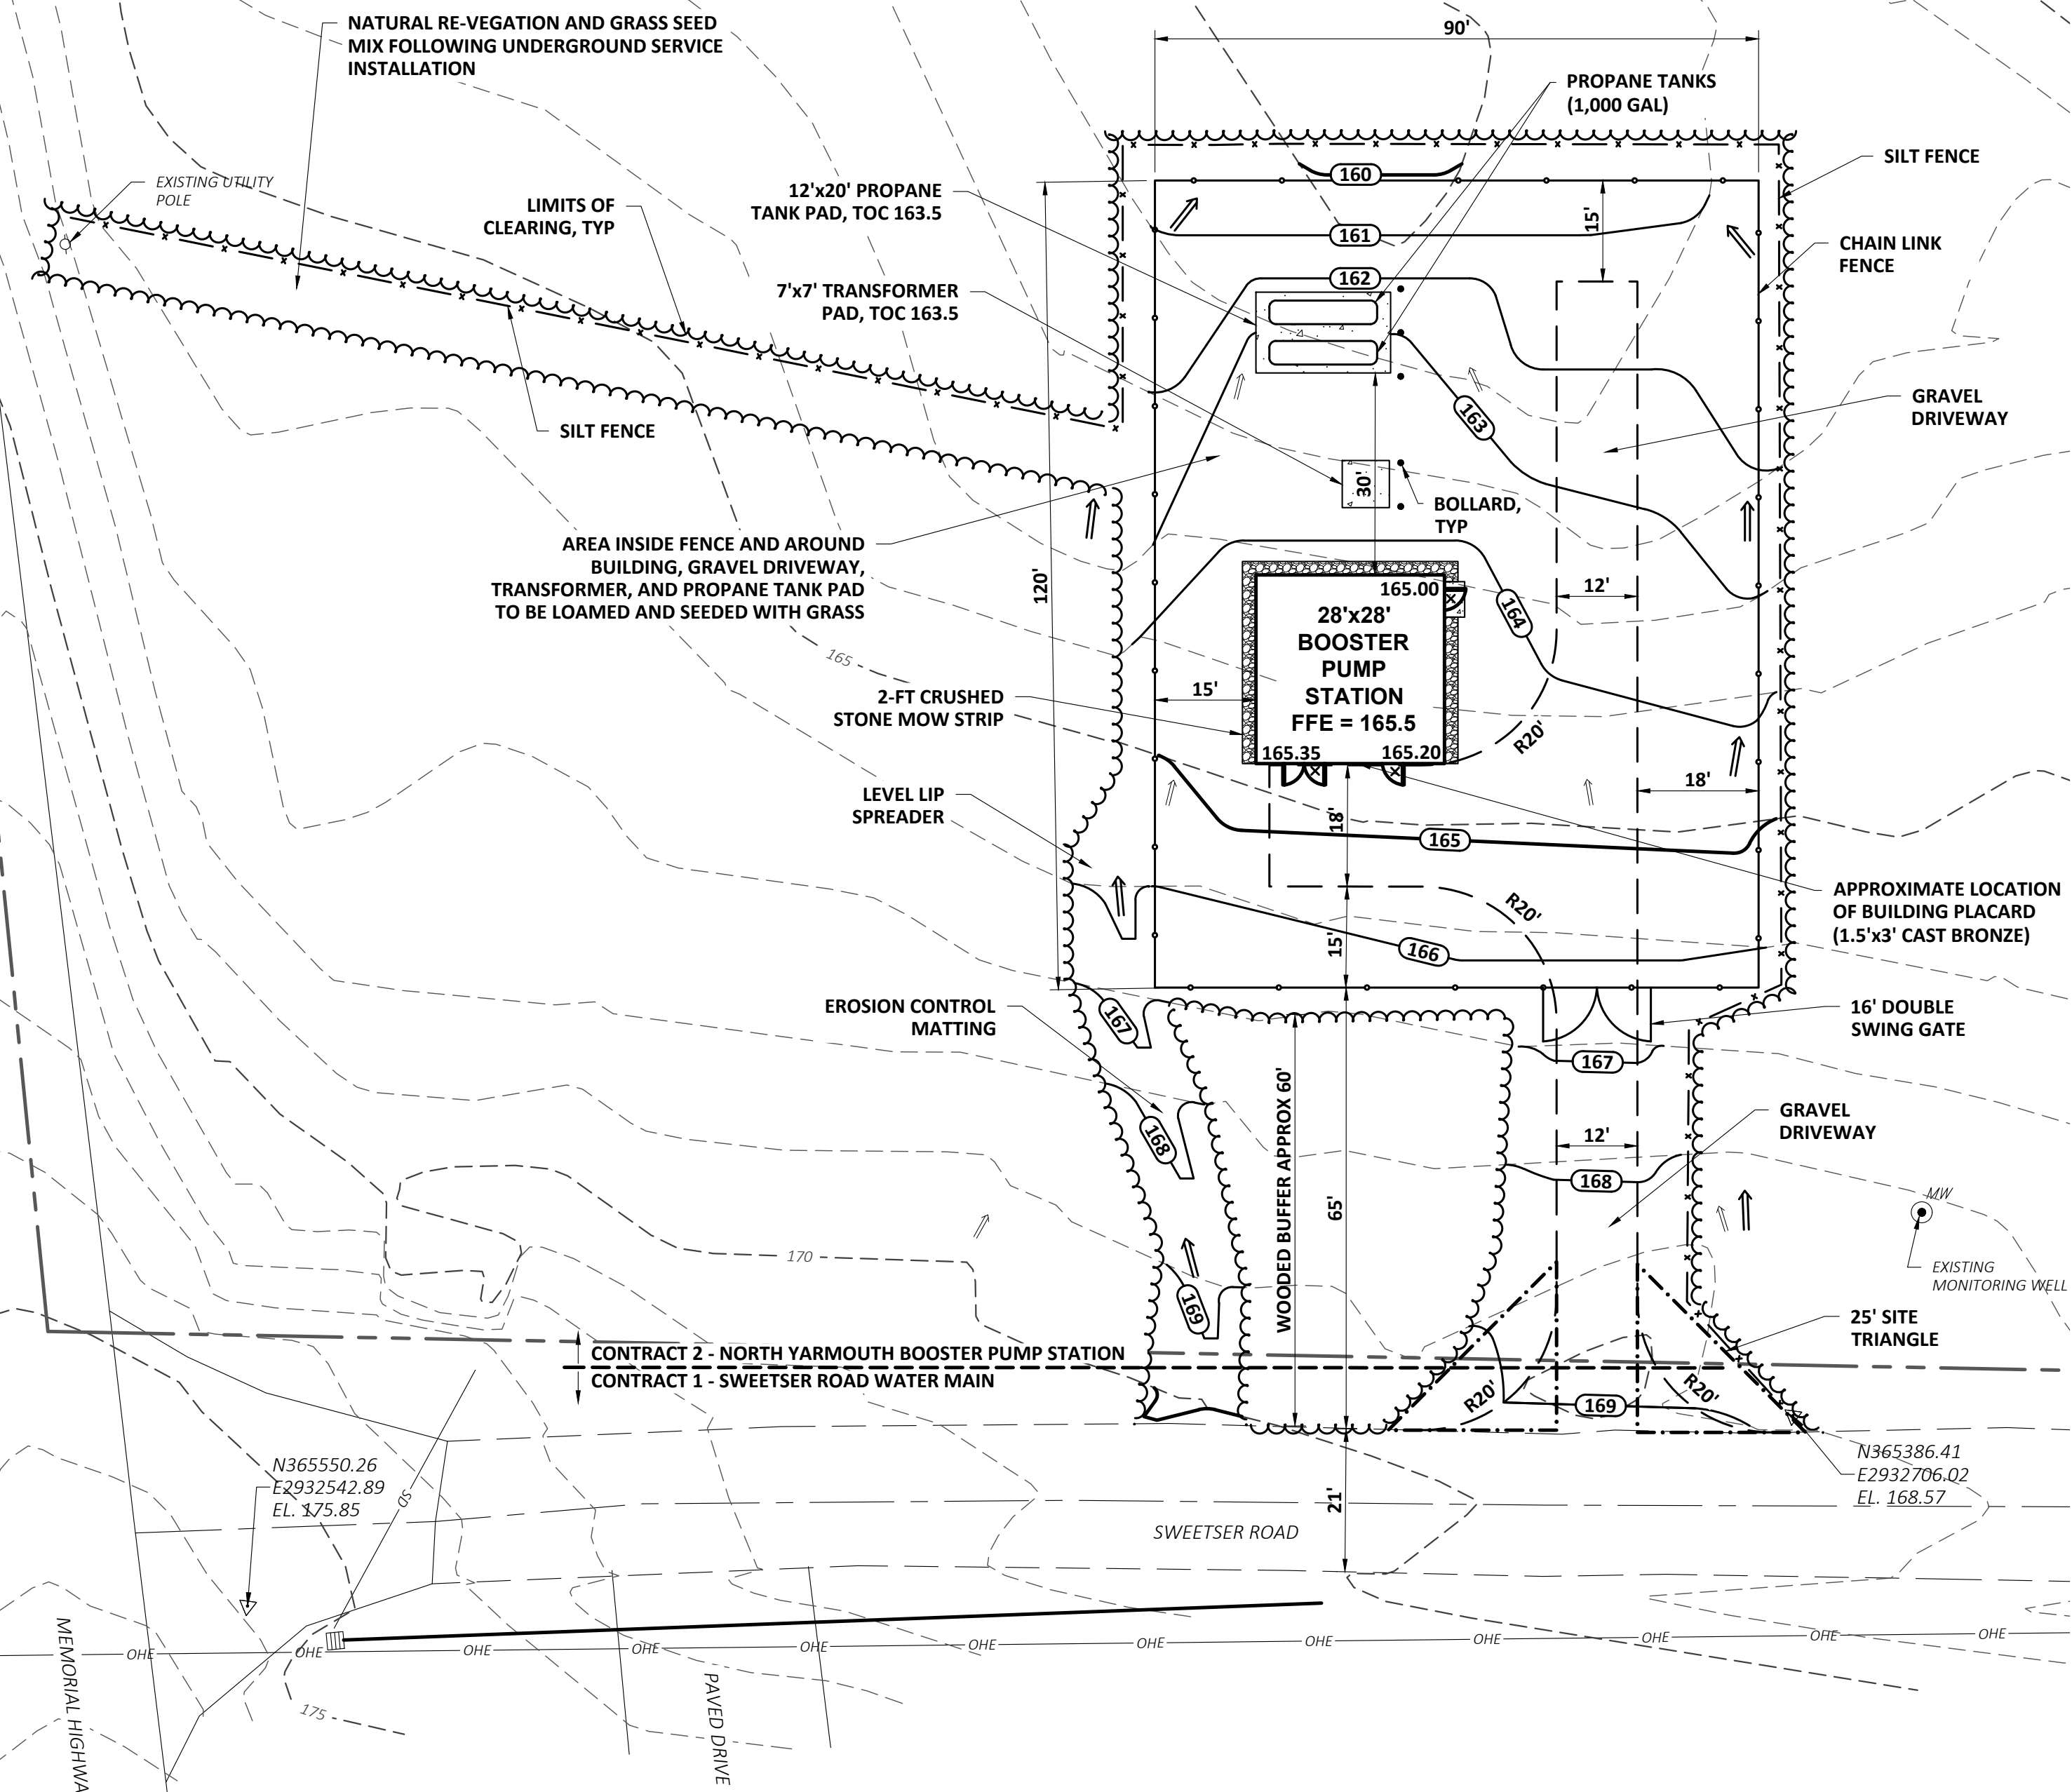 NATURAL RE-VEGATION AND GRASS SEED
MIX FOLLOWING UNDERGROUND SERVICE
INSTALLATION
90'
PROPANE TANKS
(1,000 GAL)
SILT FENCE
EXISTING UTILITY
POLE
LIMITS OF
CLEARING, TYP
12'x20' PROPANE
TANK PAD, TOC 163.5
160
15'
161
CHAIN LINK
FENCE
162
7'x7' TRANSFORMER
PAD, TOC 163.5
SILT FENCE
163
GRAVEL
DRIVEWAY
30'
BOLLARD,
TYP
AREA INSIDE FENCE AND AROUND
BUILDING, GRAVEL DRIVEWAY,
TRANSFORMER, AND PROPANE TANK PAD
TO BE LOAMED AND SEEDED WITH GRASS
120'
165.00
12'
164
28'x28'
BOOSTER
PUMP
STATION
FFE = 165.5
165
15'
2-FT CRUSHED
STONE MOW STRIP
165.35
165.20
R20'
18'
LEVEL LIP
SPREADER
18'
165
APPROXIMATE LOCATION
OF BUILDING PLACARD
(1.5'x3' CAST BRONZE)
R20'
15'
166
EROSION CONTROL
MATTING
167
16' DOUBLE
SWING GATE
167
WOODED BUFFER APPROX 60'
65'
168
12'
GRAVEL
DRIVEWAY
168
MW
EXISTING
MONITORING WELL
170
169
25' SITE
TRIANGLE
CONTRACT 2 - NORTH YARMOUTH BOOSTER PUMP STATION
CONTRACT 1 - SWEETSER ROAD WATER MAIN
R20'
R20'
169
N365550.26
E2932542.89
EL. 175.85
SD
N365386.41
E2932706.02
EL. 168.57
21'
SWEETSER ROAD
OHE
OHE
OHE
OHE
OHE
OHE
OHE
OHE
OHE
OHE
OHE
OHE
MEMORIAL HIGHWA
175
PAVED DRIVE